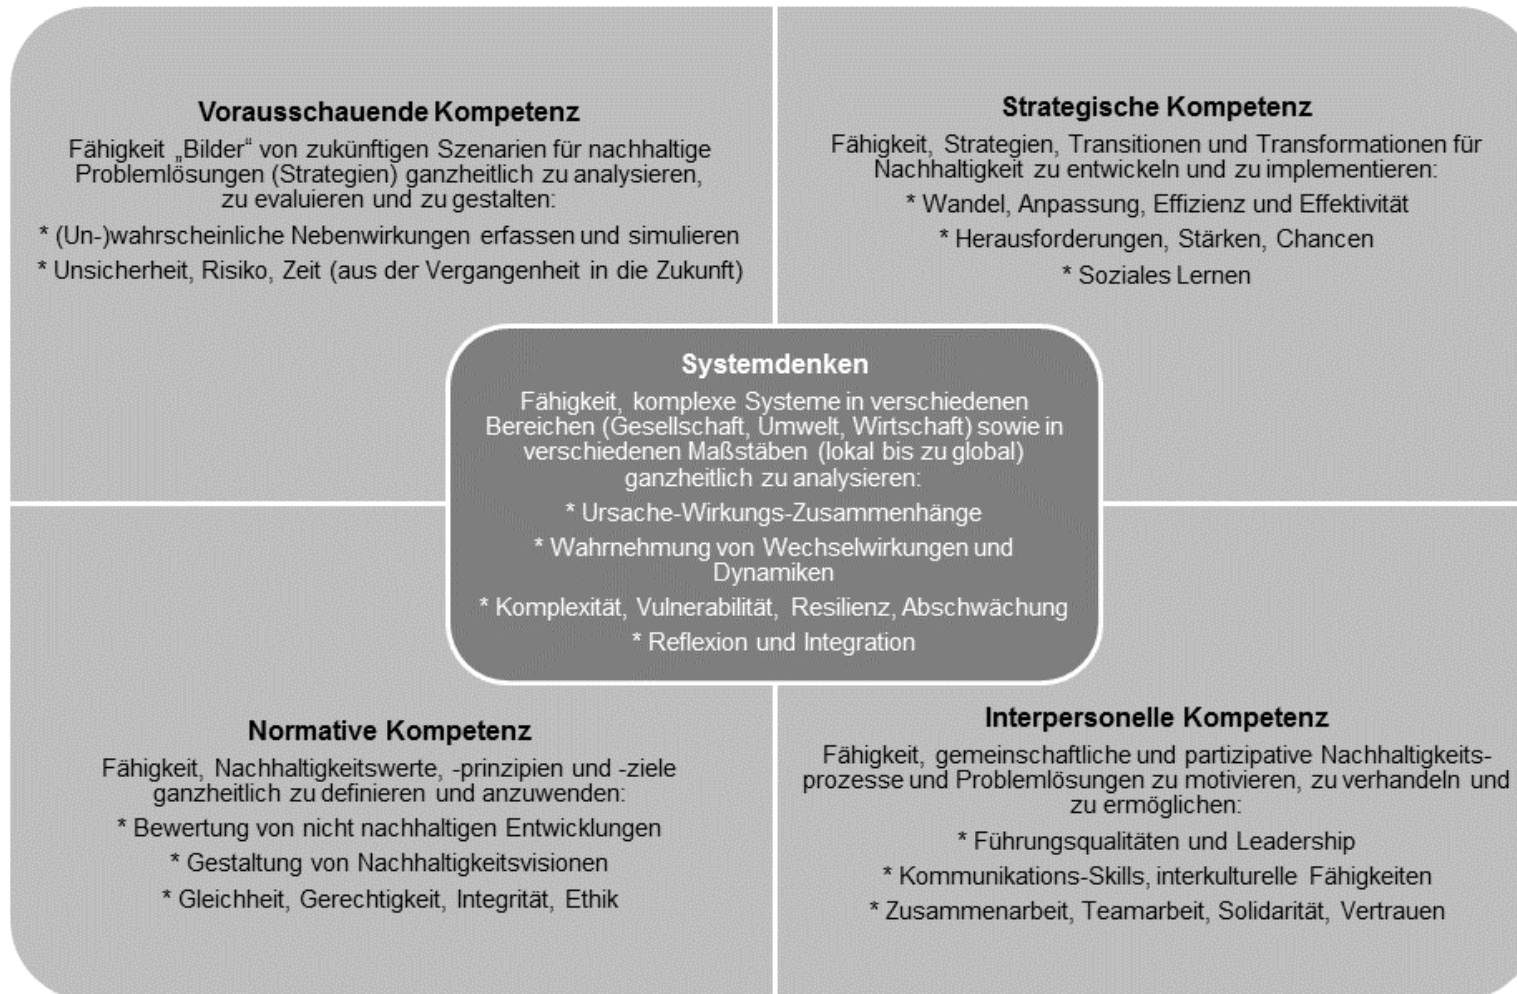 Vorausschauende Kompetenz
Fähigkeit „Bilder“ von zukünftigen Szenarien für nachhaltige
Problemlösungen (Strategien) ganzheitlich zu analysieren,
zu evaluieren und zu gestalten:
* (Un-)wahrscheinliche Nebenwirkungen erfassen und simulieren
* Unsicherheit, Risiko, Zeit (aus der Vergangenheit in die Zukunft)
Strategische Kompetenz
Fähigkeit, Strategien, Transitionen und Transformationen für
Nachhaltigkeit zu entwickeln und zu implementieren:
* Wandel, Anpassung, Effizienz und Effektivität
* Herausforderungen, Stärken, Chancen
* Soziales Lernen
Systemdenken
Fähigkeit, komplexe Systeme in verschiedenen
Bereichen (Gesellschaft, Umwelt, Wirtschaft) sowie in
verschiedenen Maßstäben (lokal bis zu global)
ganzheitlich zu analysieren:
* Ursache-Wirkungs-Zusammenhänge
* Wahrnehmung von Wechselwirkungen und
Dynamiken
* Komplexität, Vulnerabilität, Resilienz, Abschwächung
* Reflexion und Integration
Normative Kompetenz
Fähigkeit, Nachhaltigkeitswerte, -prinzipien und -ziele
ganzheitlich zu definieren und anzuwenden:
* Bewertung von nicht nachhaltigen Entwicklungen
* Gestaltung von Nachhaltigkeitsvisionen
* Gleichheit, Gerechtigkeit, Integrität, Ethik
Interpersonelle Kompetenz
Fähigkeit, gemeinschaftliche und partizipative Nachhaltigkeits-
prozesse und Problemlösungen zu motivieren, zu verhandeln und
zu ermöglichen:
* Führungsqualitäten und Leadership
* Kommunikations-Skills, interkulturelle Fähigkeiten
* Zusammenarbeit, Teamarbeit, Solidarität, Vertrauen